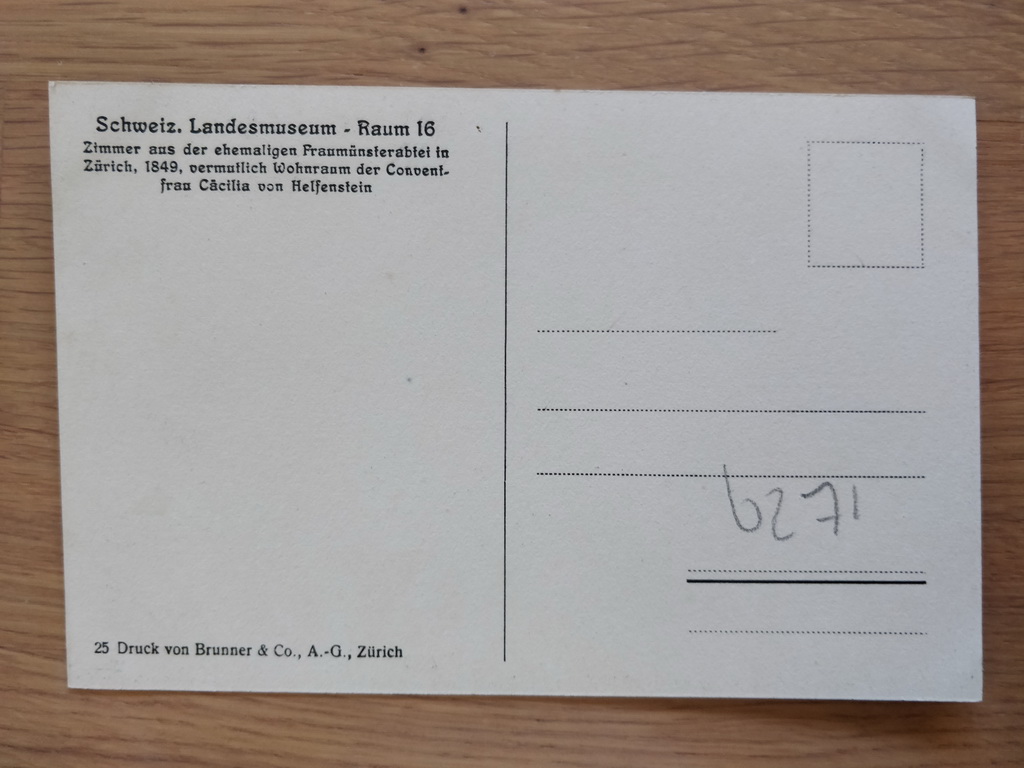 Schweiz. Landesmuseum - Raum 16
Zimmer aus der ehemaligen Fraumünsterabtei in
Zürich, 1849, vermutlich Wohnraum der Convent-
frau Cäcilia von Helfenstein
6271
25 Druck von Brunner & Co., A.-G., Zürich